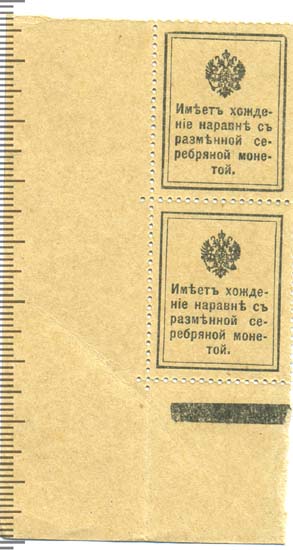 Имѣетъ хожде-
ніе наравнѣ съ
размѣнной се-
ребряной моне-
той.
Имѣетъ хожде-
ніе наравнѣ съ
размѣнной се-
ребряной моне-
той.